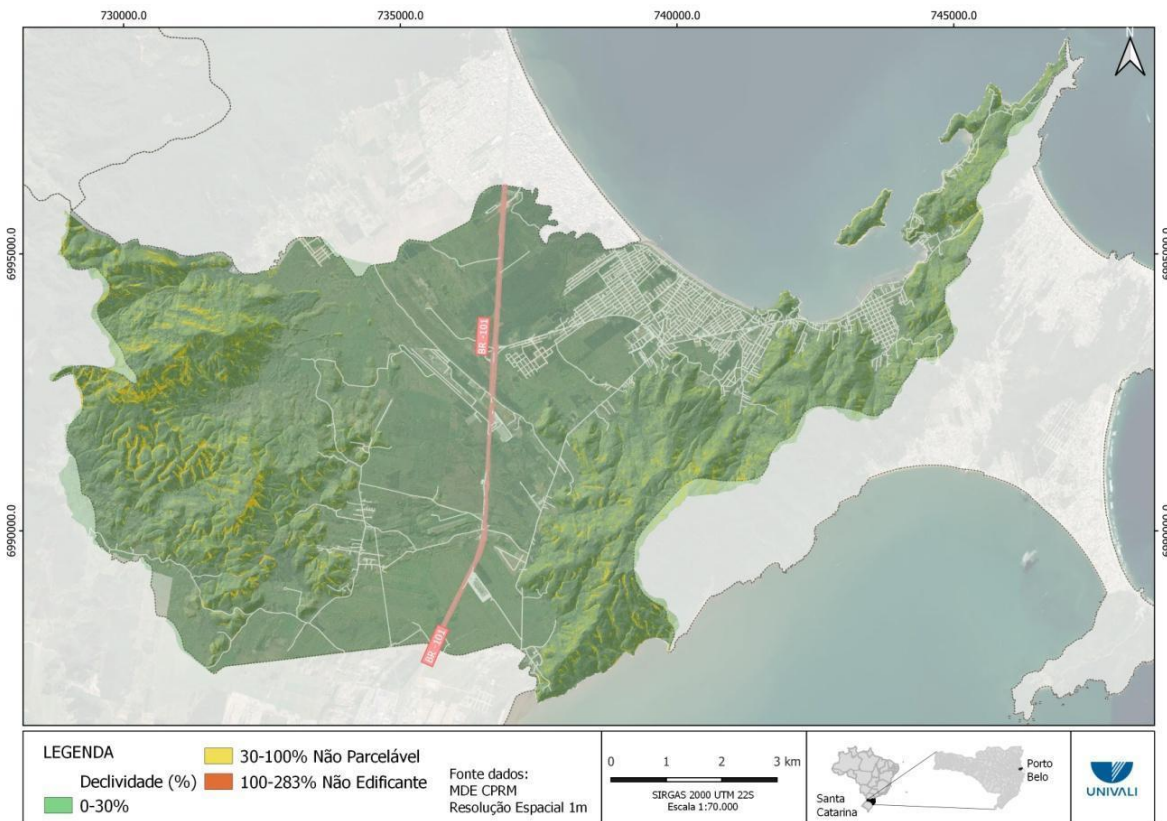 730000.0
735000.0
740000.0
745000.0
N
6995000.0
6995000.0
BR -101
6990000.0
6990000.0
BR -101
LEGENDA
Declividade (%)
0-30%
30-100% Não Parcelável
100-283% Não Edificante
Fonte dados:
MDE CPRM
Resolução Espacial 1m
0 1 2 3 km
SIRGAS 2000 UTM 22S
Escala 1:70.000
Santa
Catarina
Porto
Belo
UNIVALI